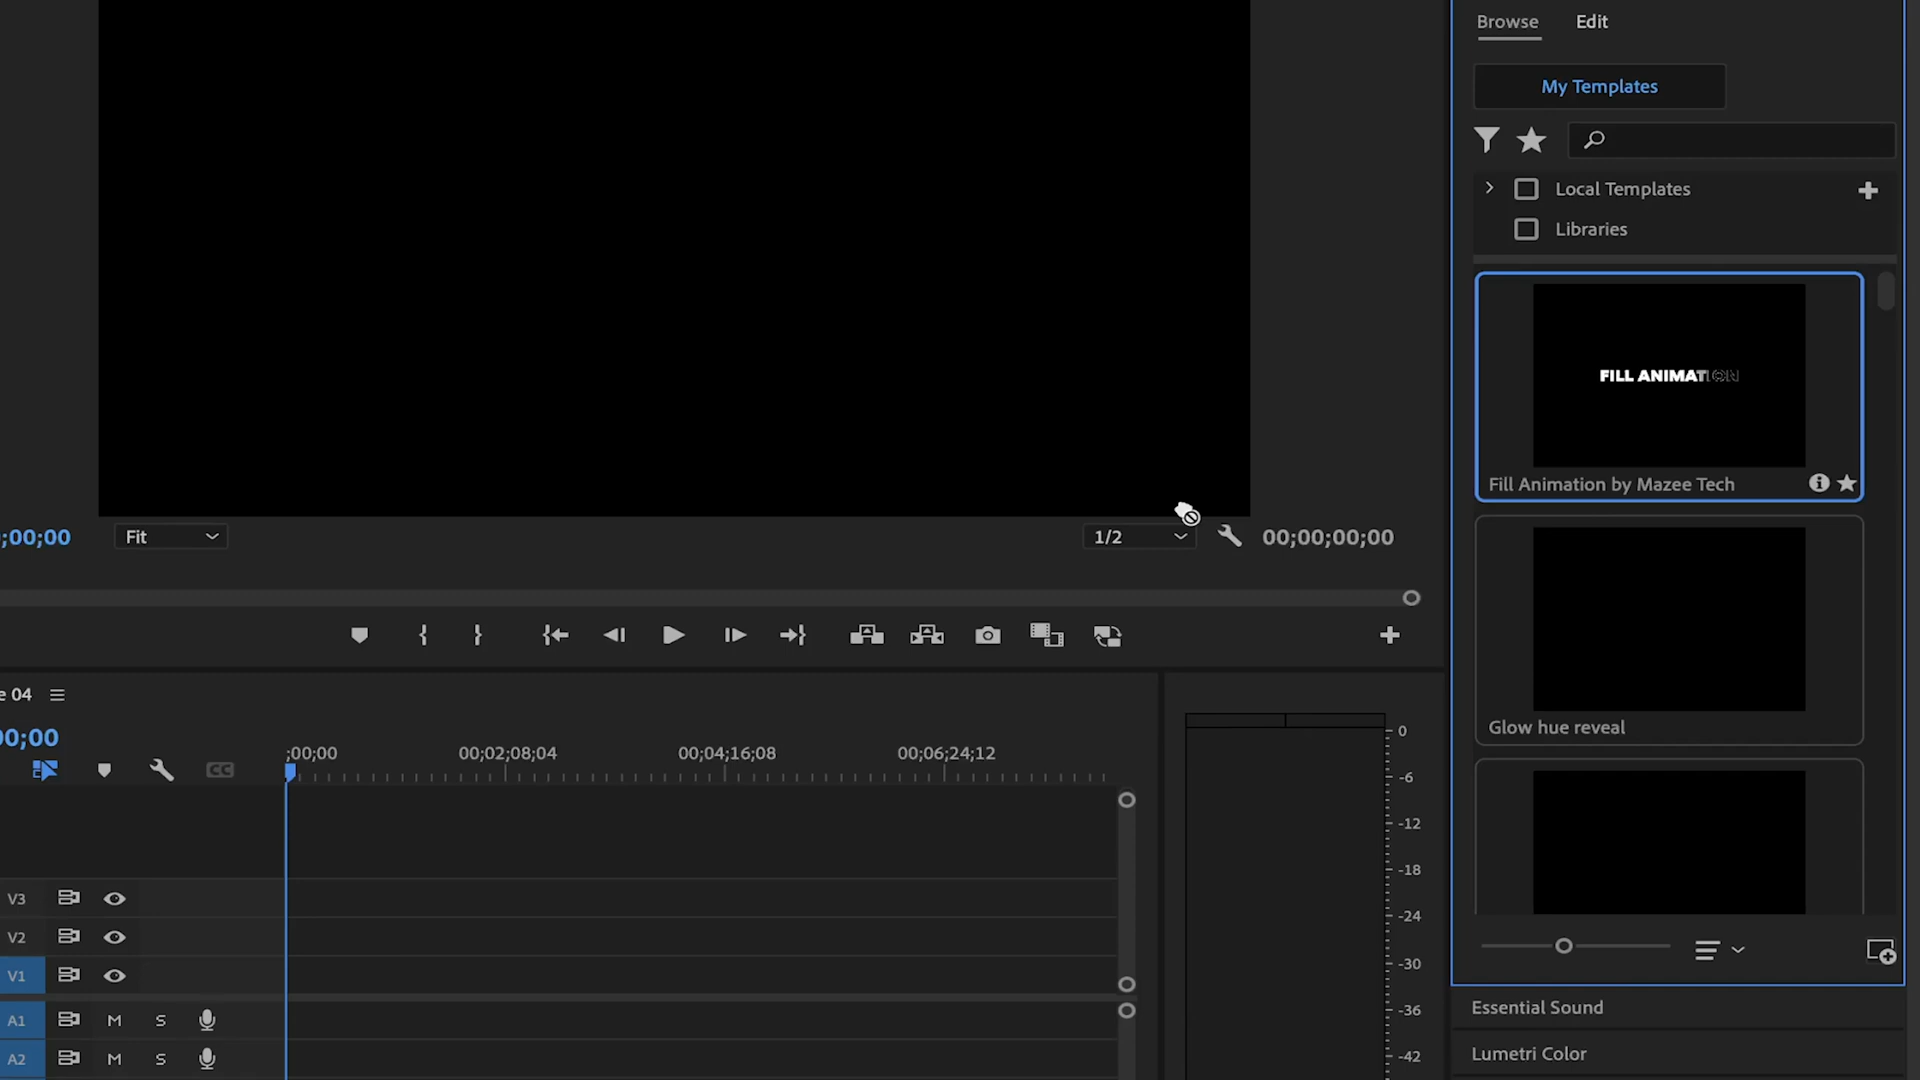 Browse Edit
My Templates
Local Templates
Libraries
FILL ANIMATION
Fill Animation by Mazee Tech
Glow hue reveal
;00;00
Fit
1/2
00;00;00;00
e 04
00;00
;00;00
00;02;08;04
00;04;16;08
00;06;24;12
CC
V3
V2
V1
A1 M S
A2 M S
0
-6
-12
-18
-24
-30
-36
-42
Essential Sound
Lumetri Color